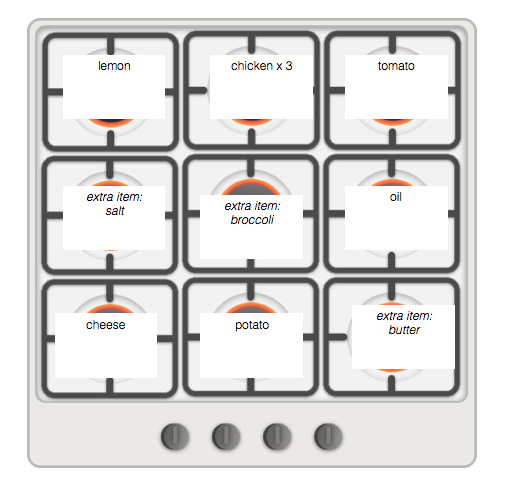 lemon
chicken x 3
tomato
extra item:
salt
extra item:
broccoli
oil
cheese
potato
extra item:
butter